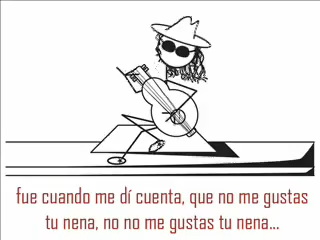 fue cuando me dí cuenta, que no me gustas
tu nena, no no me gustas tu nena...